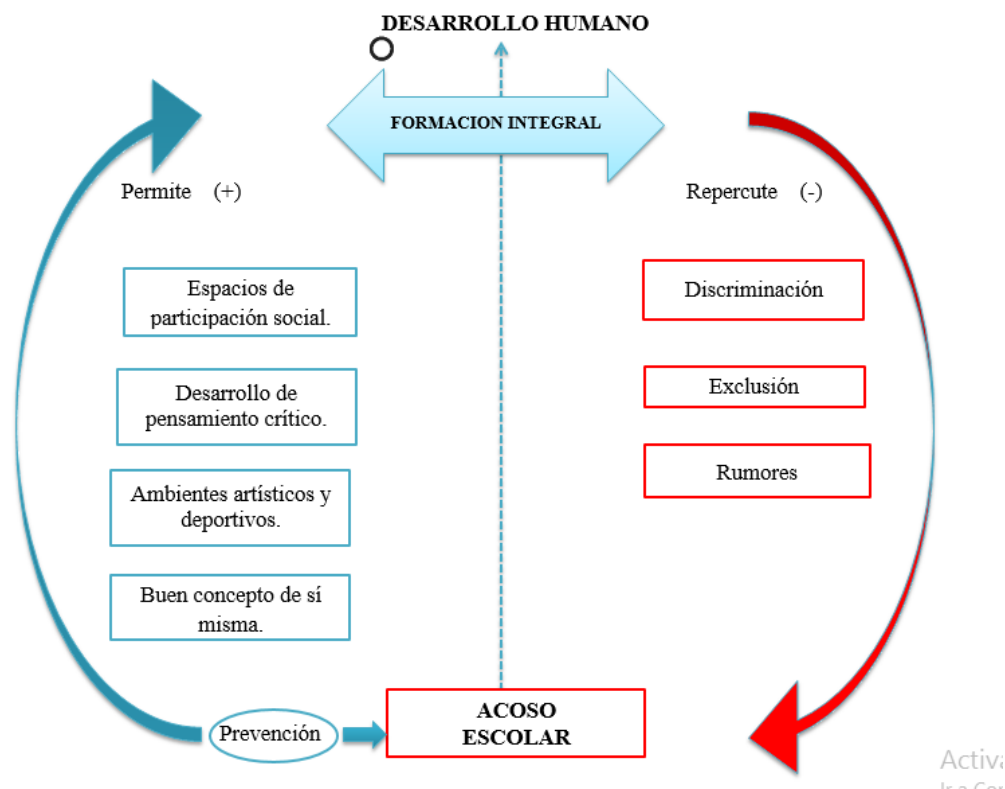 DESARROLLO HUMANO
FORMACION INTEGRAL
Permite (+)
Repercute (-)
Espacios de
participación social.
Discriminación
Desarrollo de
pensamiento crítico.
Exclusión
Ambientes artísticos y
deportivos.
Rumores
Buen concepto de sí
misma.
Prevención
ACOSO
ESCOLAR